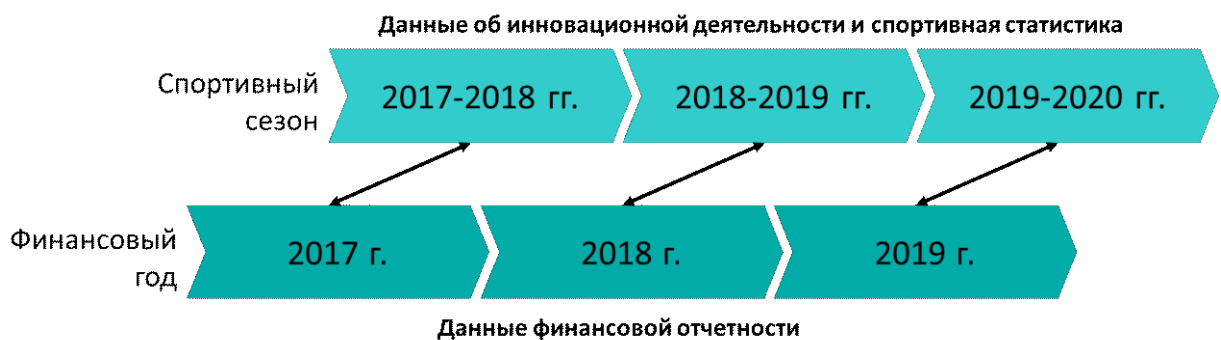 Данные об инновационной деятельности и спортивная статистика
Спортивный
сезон
2017-2018 гг.
2018-2019 гг.
2019-2020 гг.
Финансовый
год
2017 г.
2018 г.
2019 г.
Данные финансовой отчетности